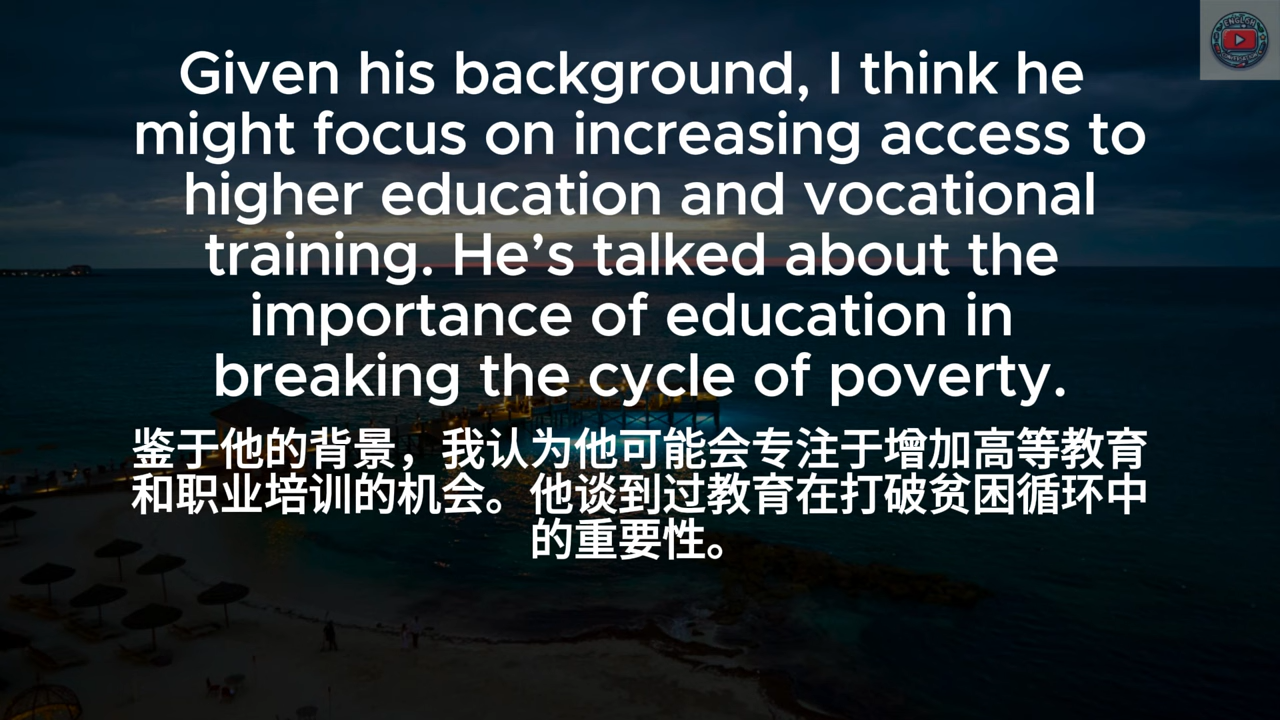 ENGLISH
CONVERSATION
Given his background, I think he
might focus on increasing access to
higher education and vocational
training. He’s talked about the
importance of education in
breaking the cycle of poverty.
鉴于他的背景，我认为他可能会专注于增加高等教育
和职业培训的机会。他谈到过教育在打破贫困循环中
的重要性。